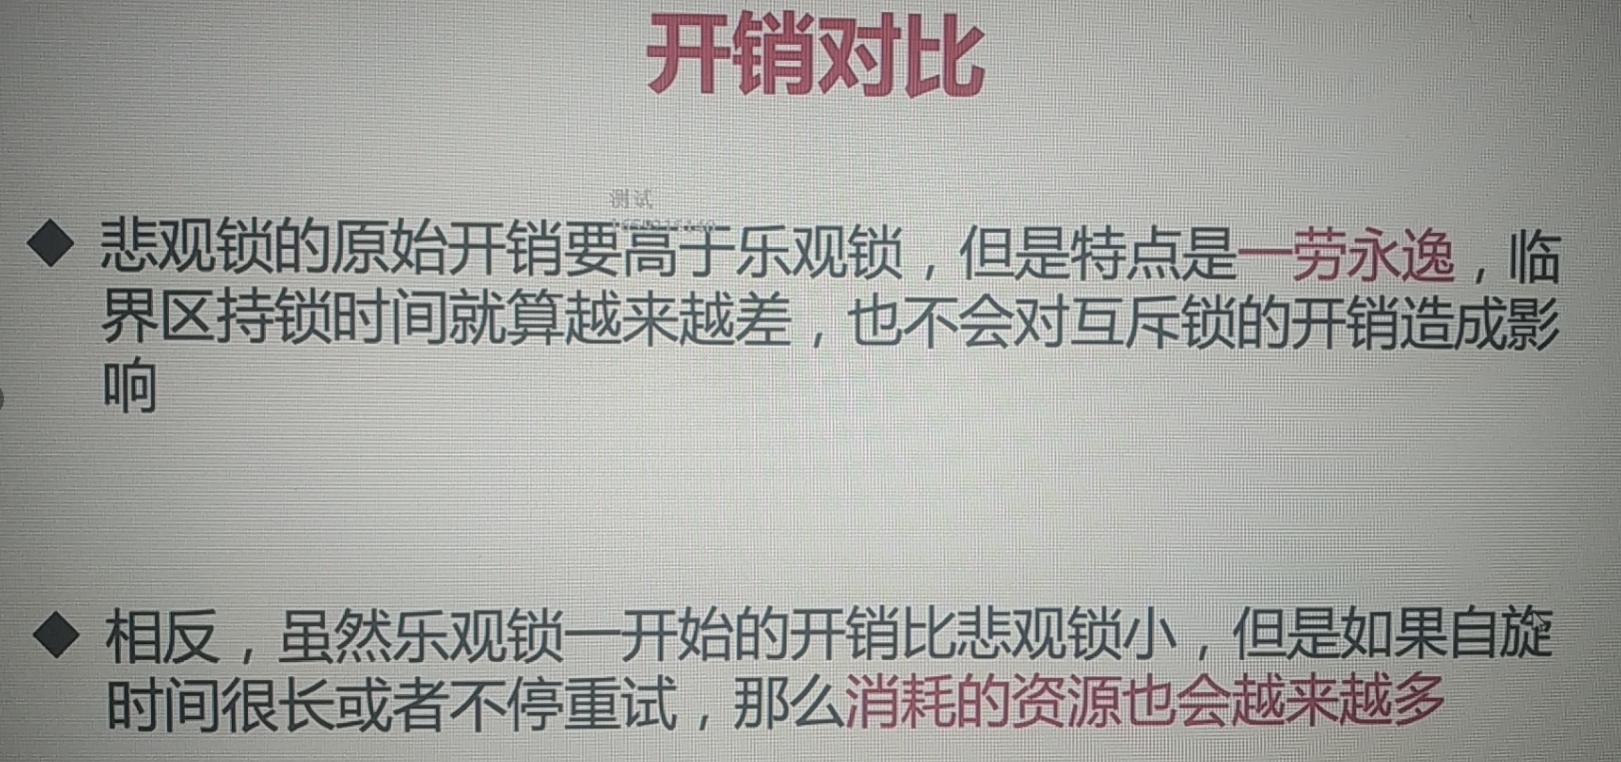 开销对比
测试
悲观锁的原始开销要高于乐观锁，但是特点是一劳永逸，临
界区持锁时间就算越来越差，也不会对互斥锁的开销造成影
响
相反，虽然乐观锁一开始的开销比悲观锁小，但是如果自旋
时间很长或者不停重试，那么消耗的资源也会越来越多